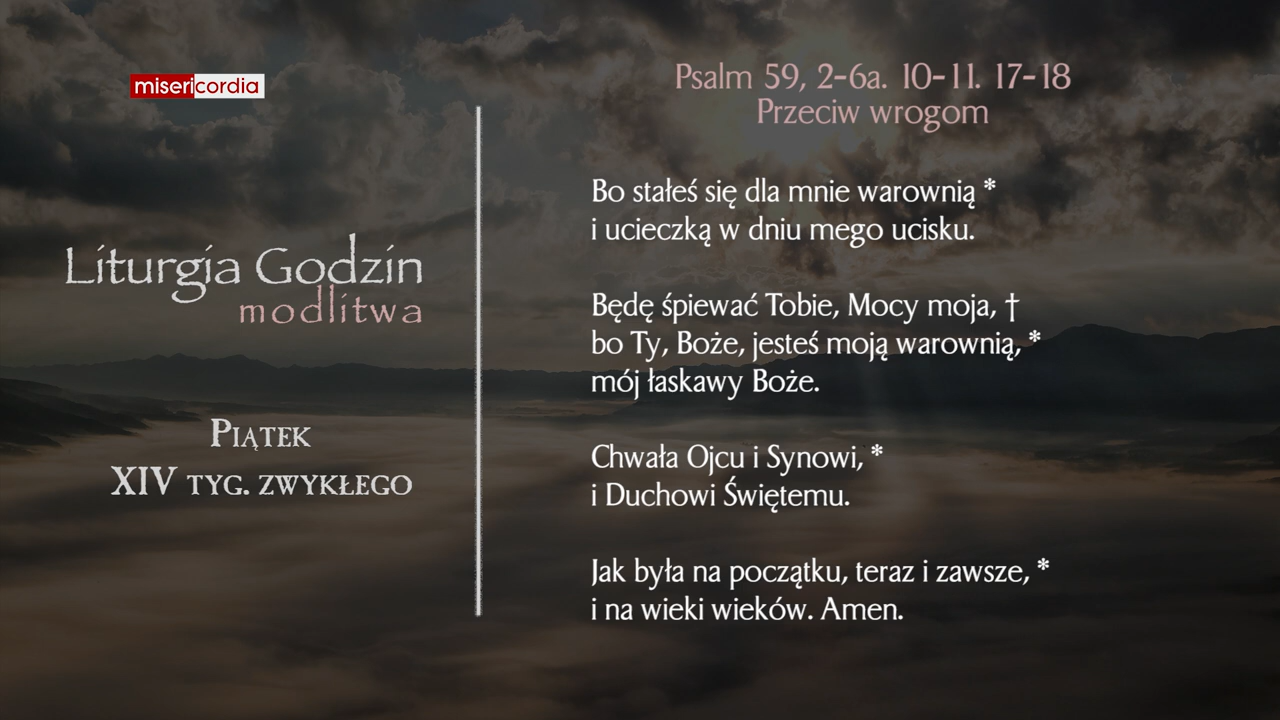 misericordia
Liturgia Godzin
modlitwa
Piątek
XIV tyg. zwykłego
Psalm 59, 2-6a. 10-11. 17-18
Przeciw wrogom
Bo stałeś się dla mnie warownią *
i ucieczką w dniu mego ucisku.
Będę śpiewać Tobie, Mocy moja, †
bo Ty, Boże, jesteś moją warownią, *
mój łaskawy Boże.
Chwała Ojcu i Synowi, *
i Duchowi Świętemu.
Jak była na początku, teraz i zawsze, *
i na wieki wieków. Amen.